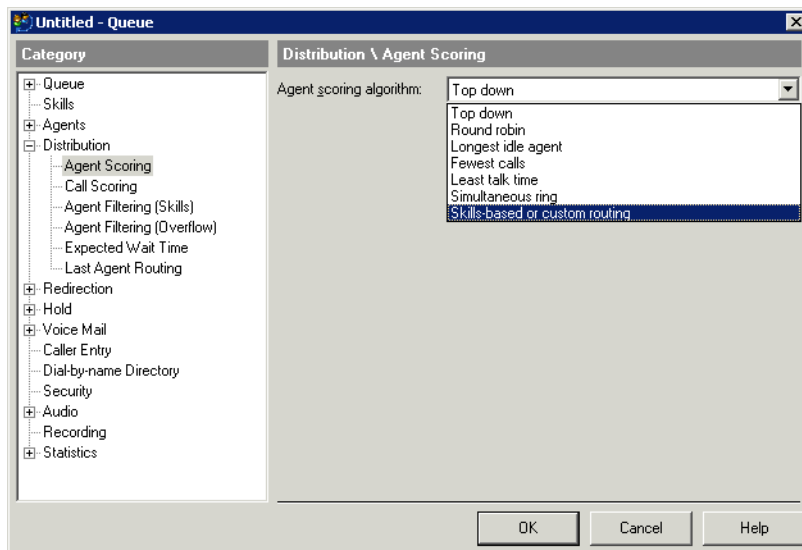 Untitled - Queue
Category
Queue
Skills
Agents
Distribution
Agent Scoring
Call Scoring
Agent Filtering (Skills)
Agent Filtering (Overflow)
Expected Wait Time
Last Agent Routing
Redirection
Hold
Voice Mail
Caller Entry
Dial-by-name Directory
Security
Audio
Recording
Statistics
Distribution \ Agent Scoring
Agent scoring algorithm: Top down
Top down
Round robin
Longest idle agent
Fewest calls
Least talk time
Simultaneous ring
Skills-based or custom routing
OK Cancel Help